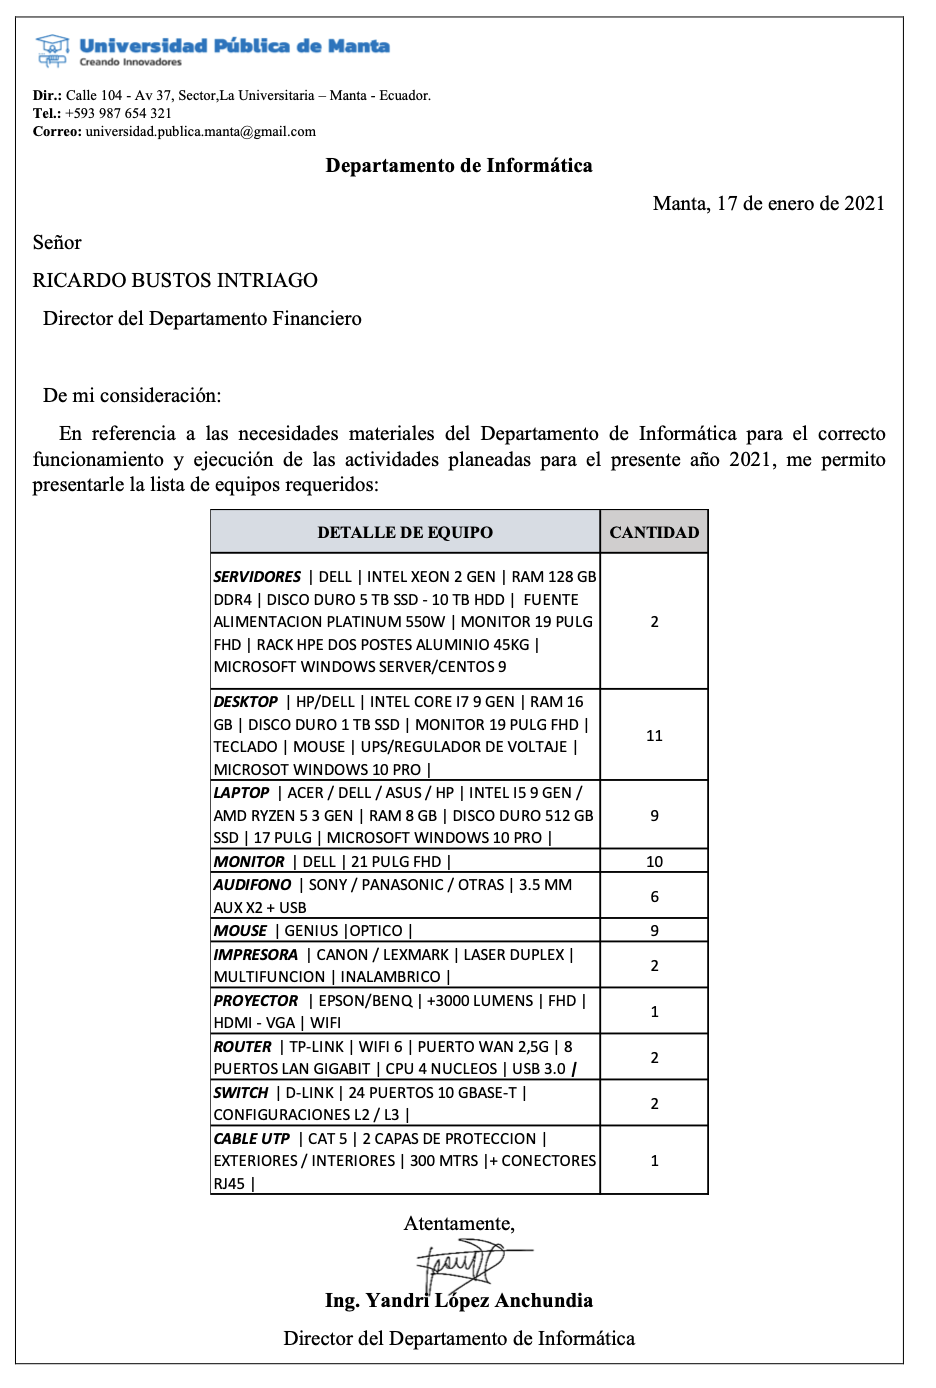 Universidad Pública de Manta
Creando Innovadores
Dir.: Calle 104 - Av 37, Sector,La Universitaria – Manta - Ecuador.
Tel.: +593 987 654 321
Correo: universidad.publica.manta@gmail.com
Departamento de Informática
Manta, 17 de enero de 2021
Señor
RICARDO BUSTOS INTRIAGO
Director del Departamento Financiero
De mi consideración:
En referencia a las necesidades materiales del Departamento de Informática para el correcto
funcionamiento y ejecución de las actividades planeadas para el presente año 2021, me permito
presentarle la lista de equipos requeridos:
DETALLE DE EQUIPO CANTIDAD
SERVIDORES | DELL | INTEL XEON 2 GEN | RAM 128 GB
DDR4 | DISCO DURO 5 TB SSD - 10 TB HDD | FUENTE
ALIMENTACION PLATINUM 550W | MONITOR 19 PULG
FHD | RACK HPE DOS POSTES ALUMINIO 45KG |
MICROSOFT WINDOWS SERVER/CENTOS 9
2
DESKTOP | HP/DELL | INTEL CORE I7 9 GEN | RAM 16
GB | DISCO DURO 1 TB SSD | MONITOR 19 PULG FHD |
TECLADO | MOUSE | UPS/REGULADOR DE VOLTAJE |
MICROSOT WINDOWS 10 PRO |
11
LAPTOP | ACER / DELL / ASUS / HP | INTEL I5 9 GEN /
AMD RYZEN 5 3 GEN | RAM 8 GB | DISCO DURO 512 GB
SSD | 17 PULG | MICROSOFT WINDOWS 10 PRO |
9
MONITOR | DELL | 21 PULG FHD |
10
AUDIFONO | SONY / PANASONIC / OTRAS | 3.5 MM
AUX X2 + USB
6
MOUSE | GENIUS |OPTICO |
9
IMPRESORA | CANON / LEXMARK | LASER DUPLEX |
MULTIFUNCION | INALAMBRICO |
2
PROYECTOR | EPSON/BENQ | +3000 LUMENS | FHD |
HDMI - VGA | WIFI
1
ROUTER | TP-LINK | WIFI 6 | PUERTO WAN 2,5G | 8
PUERTOS LAN GIGABIT | CPU 4 NUCLEOS | USB 3.0 |
2
SWITCH | D-LINK | 24 PUERTOS 10 GBASE-T |
CONFIGURACIONES L2 / L3 |
2
CABLE UTP | CAT 5 | 2 CAPAS DE PROTECCION |
EXTERIORES / INTERIORES | 300 MTRS |+ CONECTORES
RJ45 |
1
Atentamente,
Ing. Yandri López Anchundia
Director del Departamento de Informática